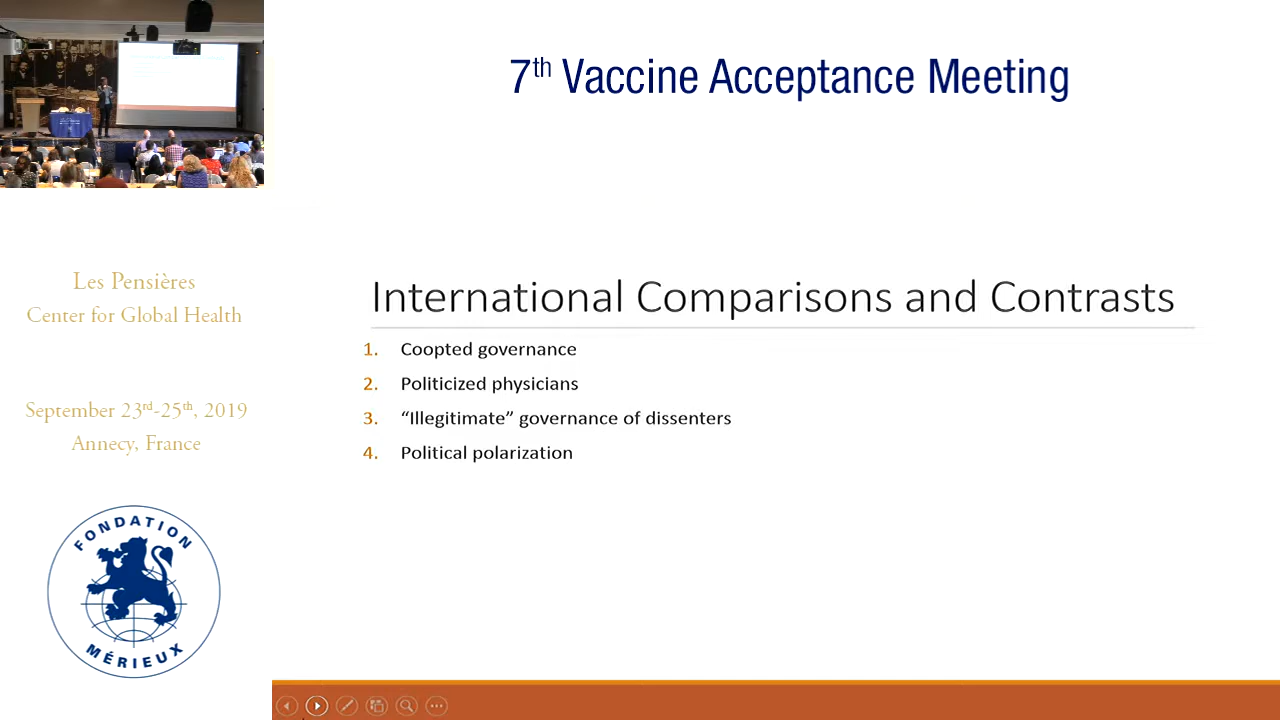 7th Vaccine Acceptance Meeting
Les Pensières
Center for Global Health
September 23rd-25th, 2019
Annecy, France
FONDATION
MÉRIEUX
International Comparisons and Contrasts
1. Coopted governance
2. Politicized physicians
3. “Illegitimate” governance of dissenters
4. Political polarization